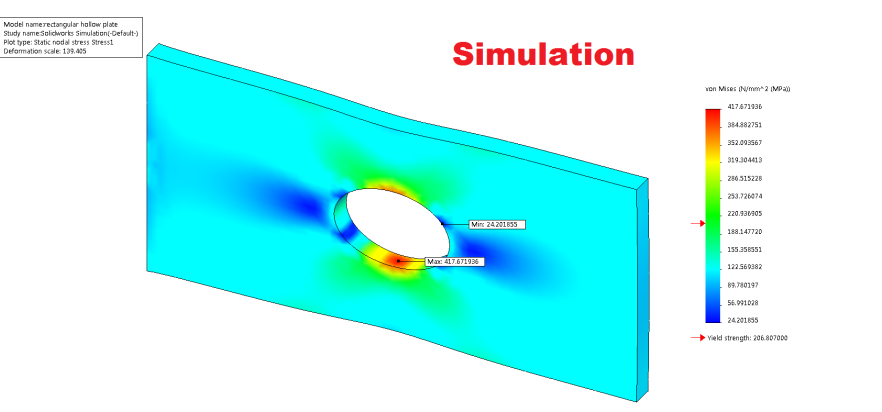 Model name:rectangular hollow plate
Study name:Solidworks Simulation(-Default-)
Plot type: Static nodal stress Stress1
Deformation scale: 139.405
Simulation
von Mises (N/mm^2 (MPa))
417.671936
384.882751
352.093567
319.304413
286.515228
253.726074
220.936905
188.147720
155.358551
122.569382
89.780197
56.991028
24.201855
Yield strength: 206.807000
Min: 24.201855
Max: 417.671936